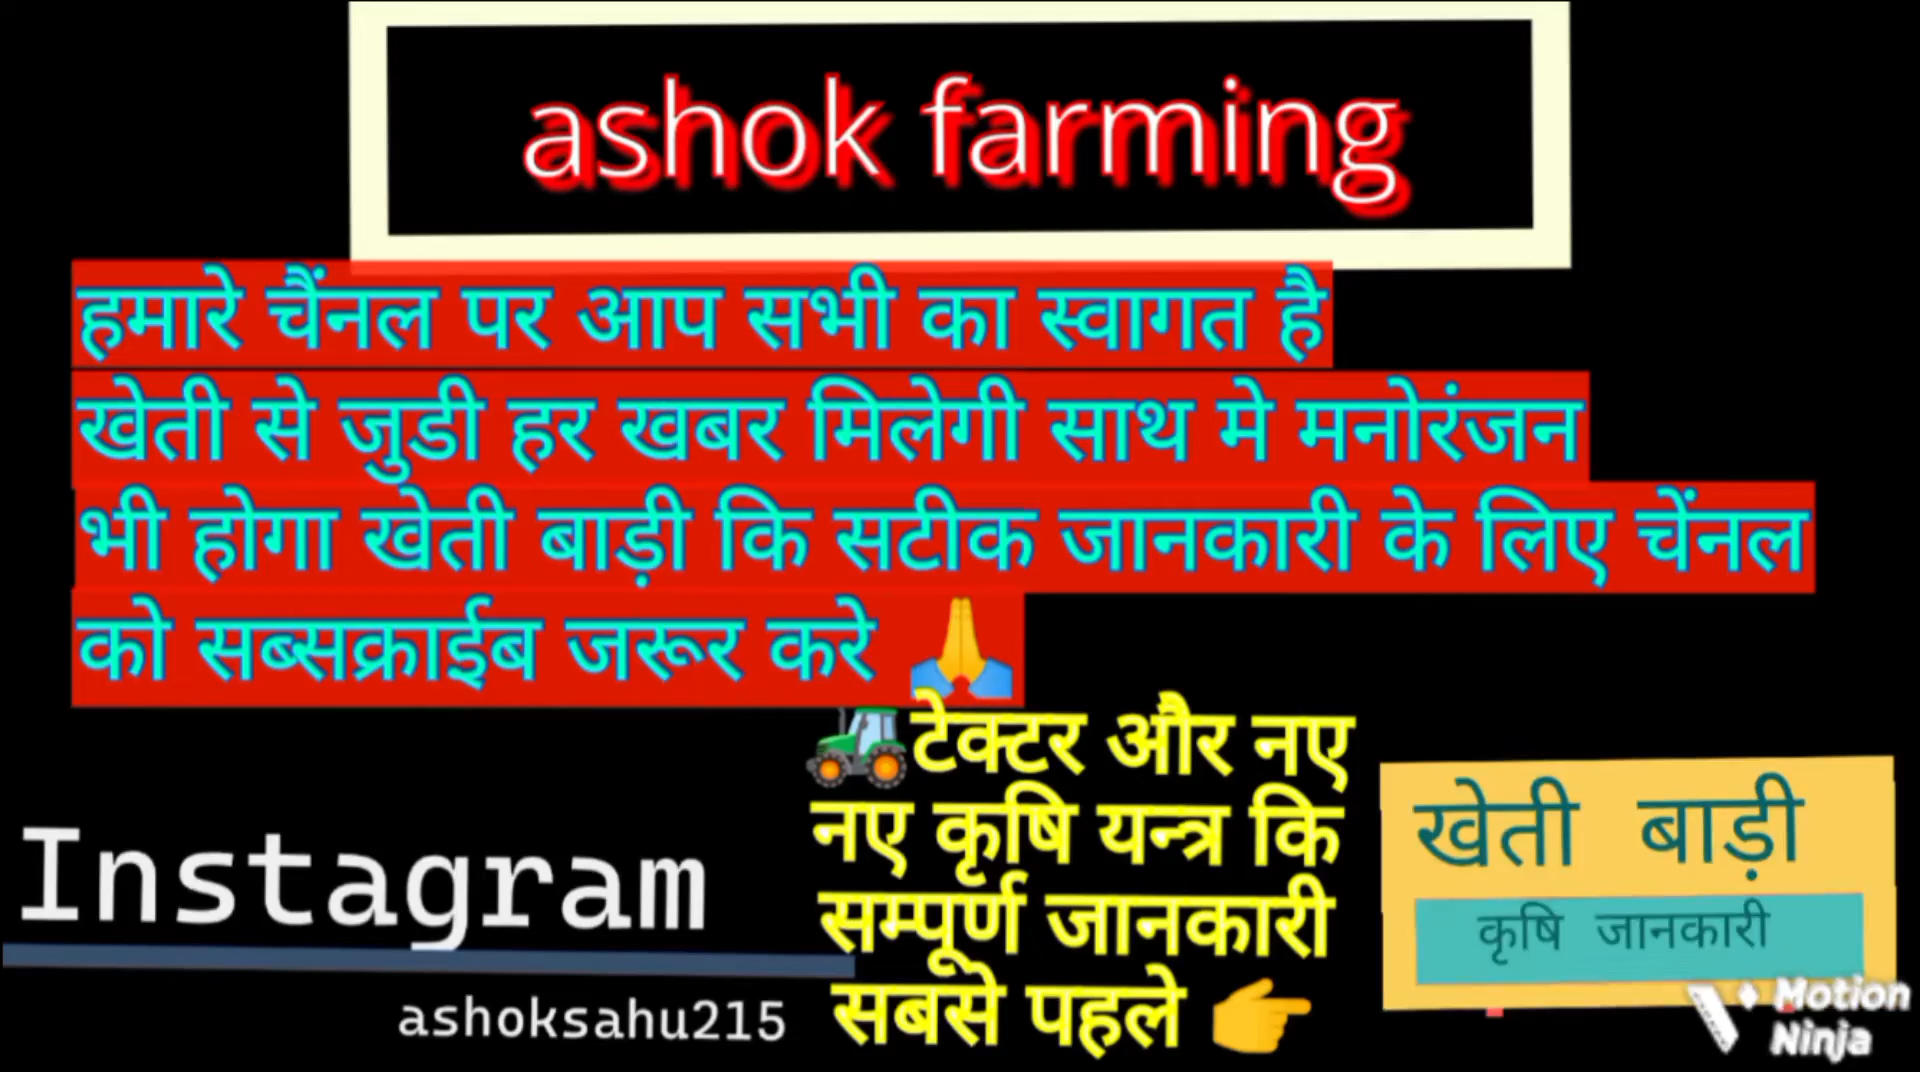 ashok farming
हमारे चैंनल पर आप सभी का स्वागत है
खेती से जुडी हर खबर मिलेगी साथ मे मनोरंजन
भी होगा खेती बाड़ी कि सटीक जानकारी के लिए चेंनल
को सब्सक्राईब जरूर करे 🙏
🚜टेक्टर और नए
नए कृषि यन्त्र कि
सम्पूर्ण जानकारी
सबसे पहले 👉
Instagram
ashoksahu215
खेती बाड़ी
कृषि जानकारी
Motion
Ninja